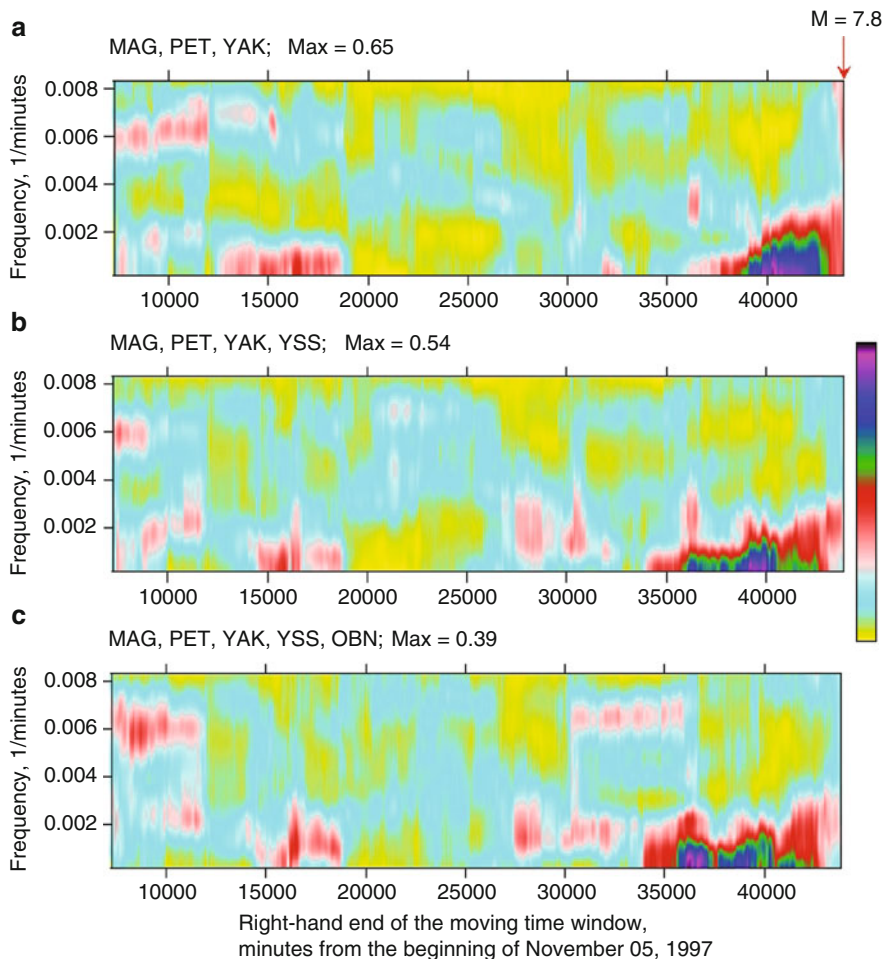 M = 7.8
a
MAG, PET, YAK; Max = 0.65
Frequency, 1/minutes
0.008
0.006
0.004
0.002
10000 15000 20000 25000 30000 35000 40000
b
MAG, PET, YAK, YSS; Max = 0.54
Frequency, 1/minutes
0.008
0.006
0.004
0.002
10000 15000 20000 25000 30000 35000 40000
c
MAG, PET, YAK, YSS, OBN; Max = 0.39
Frequency, 1/minutes
0.008
0.006
0.004
0.002
10000 15000 20000 25000 30000 35000 40000
Right-hand end of the moving time window,
minutes from the beginning of November 05, 1997